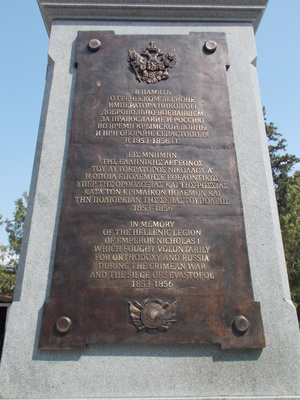 В ПАМЯТЬ
О ГРЕЧЕСКОМ ЛЕГИОНЕ
ИМПЕРАТОРА НИКОЛАЯ I
ДОБРОВОЛЬНО ВОЕВАВШЕМ
ЗА ПРАВОСЛАВИЕ И РОССИЮ
ВО ВРЕМЯ КРЫМСКОЙ ВОЙНЫ
И ПРИ ОБОРОНЕ СЕВАСТОПОЛЯ
В 1853-1856 ГГ.
ΕΙΣ ΜΝΗΜΗΝ
ΤΗΣ ΕΛΛΗΝΙΚΗΣ ΛΕΓΕΩΝΟΣ
ΤΟΥ ΑΥΤΟΚΡΑΤΟΡΟΣ ΝΙΚΟΛΑΟΥ Α'
Η ΟΠΟΙΑ ΕΠΟΛΕΜΗΣΕ ΕΘΕΛΟΝΤΙΚΩΣ
ΥΠΕΡ ΤΗΣ ΟΡΘΟΔΟΞΙΑΣ ΚΑΙ ΤΗΣ ΡΩΣΣΙΑΣ
ΚΑΤΑ ΤΟΝ ΚΡΙΜΑΪΚΟΝ ΠΟΛΕΜΟΝ ΚΑΙ
ΤΗΝ ΠΟΛΙΟΡΚΙΑΝ ΤΗΣ ΣΕΒΑΣΤΟΥΠΟΛΕΩΣ
1853-1856
IN MEMORY
OF THE HELLENIC LEGION
OF EMPEROR NICHOLAS I
WHICH FOUGHT VOLUNTARILY
FOR ORTHODOXY AND RUSSIA
DURING THE CRIMEAN WAR
AND THE SIEGE OF SEVASTOPOL
1853-1856